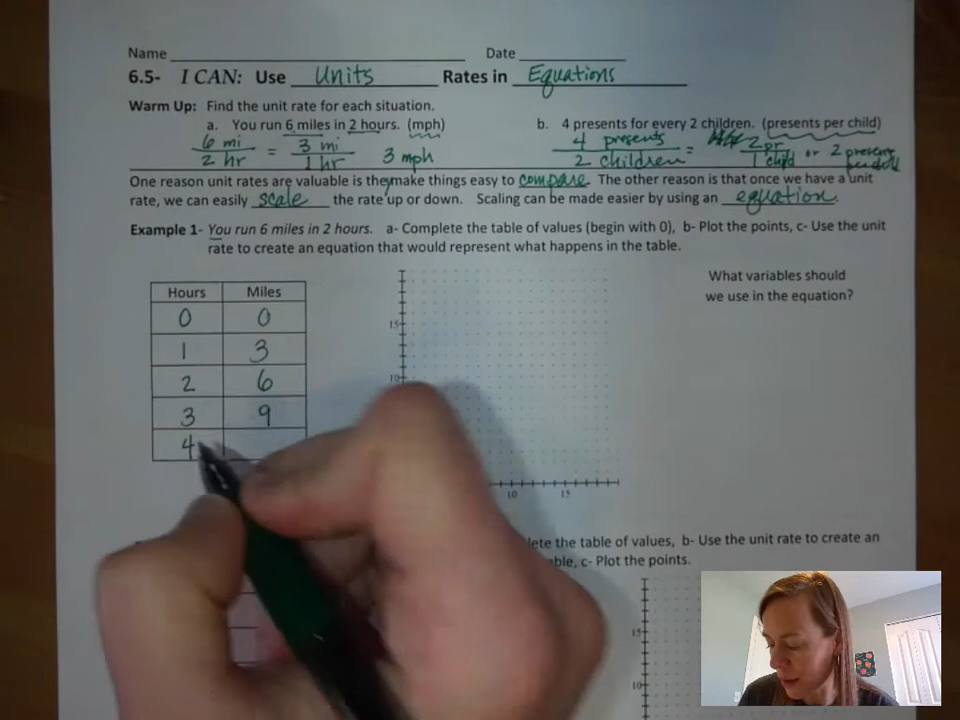 Name Date
6.5- I CAN: Use Units Rates in Equations
Warm Up: Find the unit rate for each situation.
a. You run 6 miles in 2 hours. (mph)
6 mi / 2 hr = 3 mi / 1 hr 3 mph
b. 4 presents for every 2 children. (presents per child)
4 presents / 2 children = 2 pr / 1 child or 2 presents
One reason unit rates are valuable is they make things easy to compare. The other reason is that once we have a unit
rate, we can easily scale the rate up or down. Scaling can be made easier by using an equation.
Example 1- You run 6 miles in 2 hours. a- Complete the table of values (begin with 0), b- Plot the points, c- Use the unit
rate to create an equation that would represent what happens in the table.
Hours Miles
0 0
1 3
2 6
3 9
4
15
10
10 15
What variables should
we use in the equation?
the table of values, b- Use the unit rate to create an
c- Plot the points.
15
10